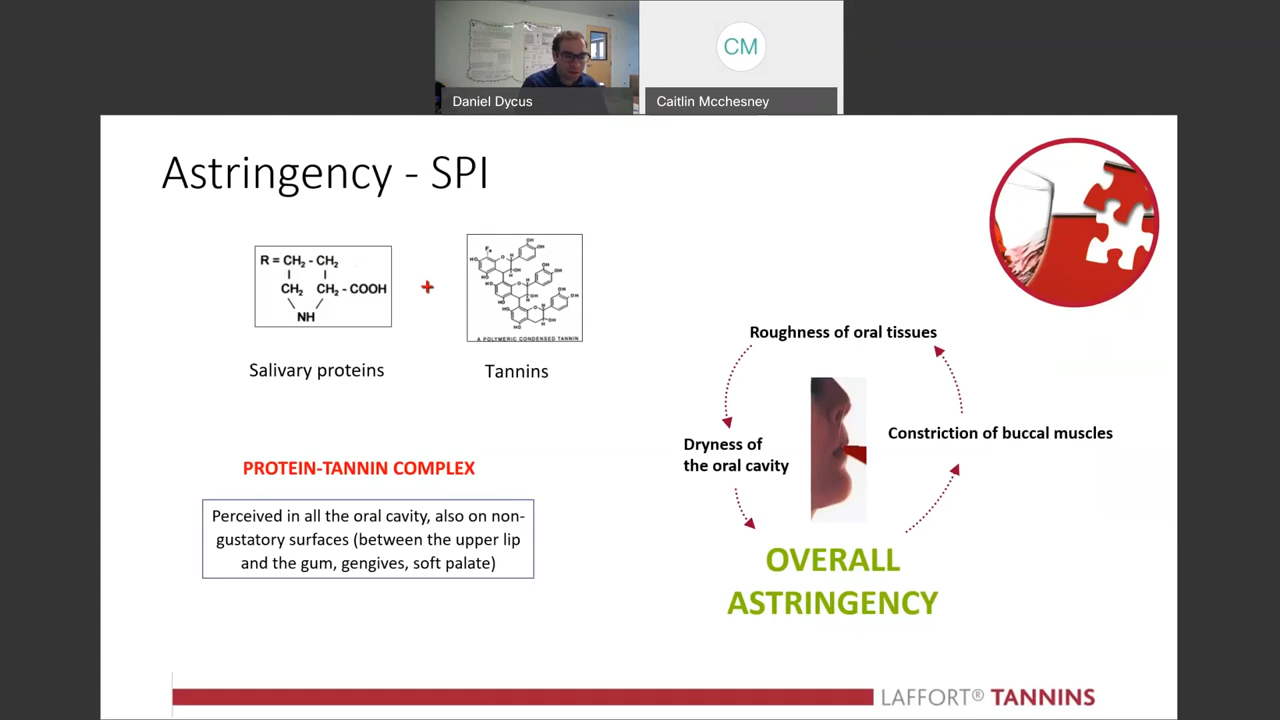 CM
Daniel Dycus
Caitlin Mcchesney
Astringency - SPI
R = CH₂ - CH₂
CH₂ CH₂ - COOH
NH
+
A POLYMERIC CONDENSED TANNIN
Salivary proteins
Tannins
PROTEIN-TANNIN COMPLEX
Perceived in all the oral cavity, also on non-
gustatory surfaces (between the upper lip
and the gum, gengives, soft palate)
Roughness of oral tissues
Constriction of buccal muscles
Dryness of
the oral cavity
OVERALL
ASTRINGENCY
LAFFORT® TANNINS